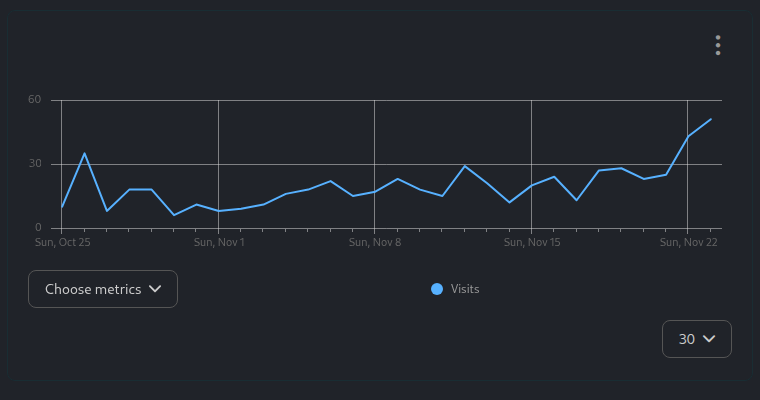 60
30
0
Sun, Oct 25 Sun, Nov 1 Sun, Nov 8 Sun, Nov 15 Sun, Nov 22
Choose metrics
Visits
30